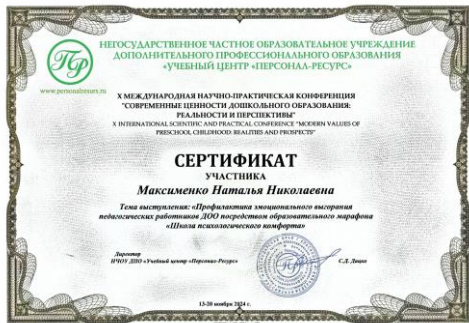 НЕГОСУДАРСТВЕННОЕ ЧАСТНОЕ ОБРАЗОВАТЕЛЬНОЕ УЧРЕЖДЕНИЕ
ДОПОЛНИТЕЛЬНОГО ПРОФЕССИОНАЛЬНОГО ОБРАЗОВАНИЯ
«УЧЕБНЫЙ ЦЕНТР «ПЕРСОНАЛ-РЕСУРС»
X МЕЖДУНАРОДНАЯ НАУЧНО-ПРАКТИЧЕСКАЯ КОНФЕРЕНЦИЯ
"СОВРЕМЕННЫЕ ЦЕННОСТИ ДОШКОЛЬНОГО ОБРАЗОВАНИЯ:
РЕАЛЬНОСТИ И ПЕРСПЕКТИВЫ"
X INTERNATIONAL SCIENTIFIC AND PRACTICAL CONFERENCE "MODERN VALUES OF
PRESCHOOL CHILDHOOD: REALITIES AND PROSPECTS"
СЕРТИФИКАТ
УЧАСТНИКА
Максименко Наталья Николаевна
Тема выступления: «Профилактика эмоционального выгорания
педагогических работников ДОО посредством образовательного марафона
«Школа психологического комфорта»
Директор
НЧОУ ДПО «Учебный центр «Персонал-Ресурс»
С.Д. Дацко
13-20 ноября 2024 г.